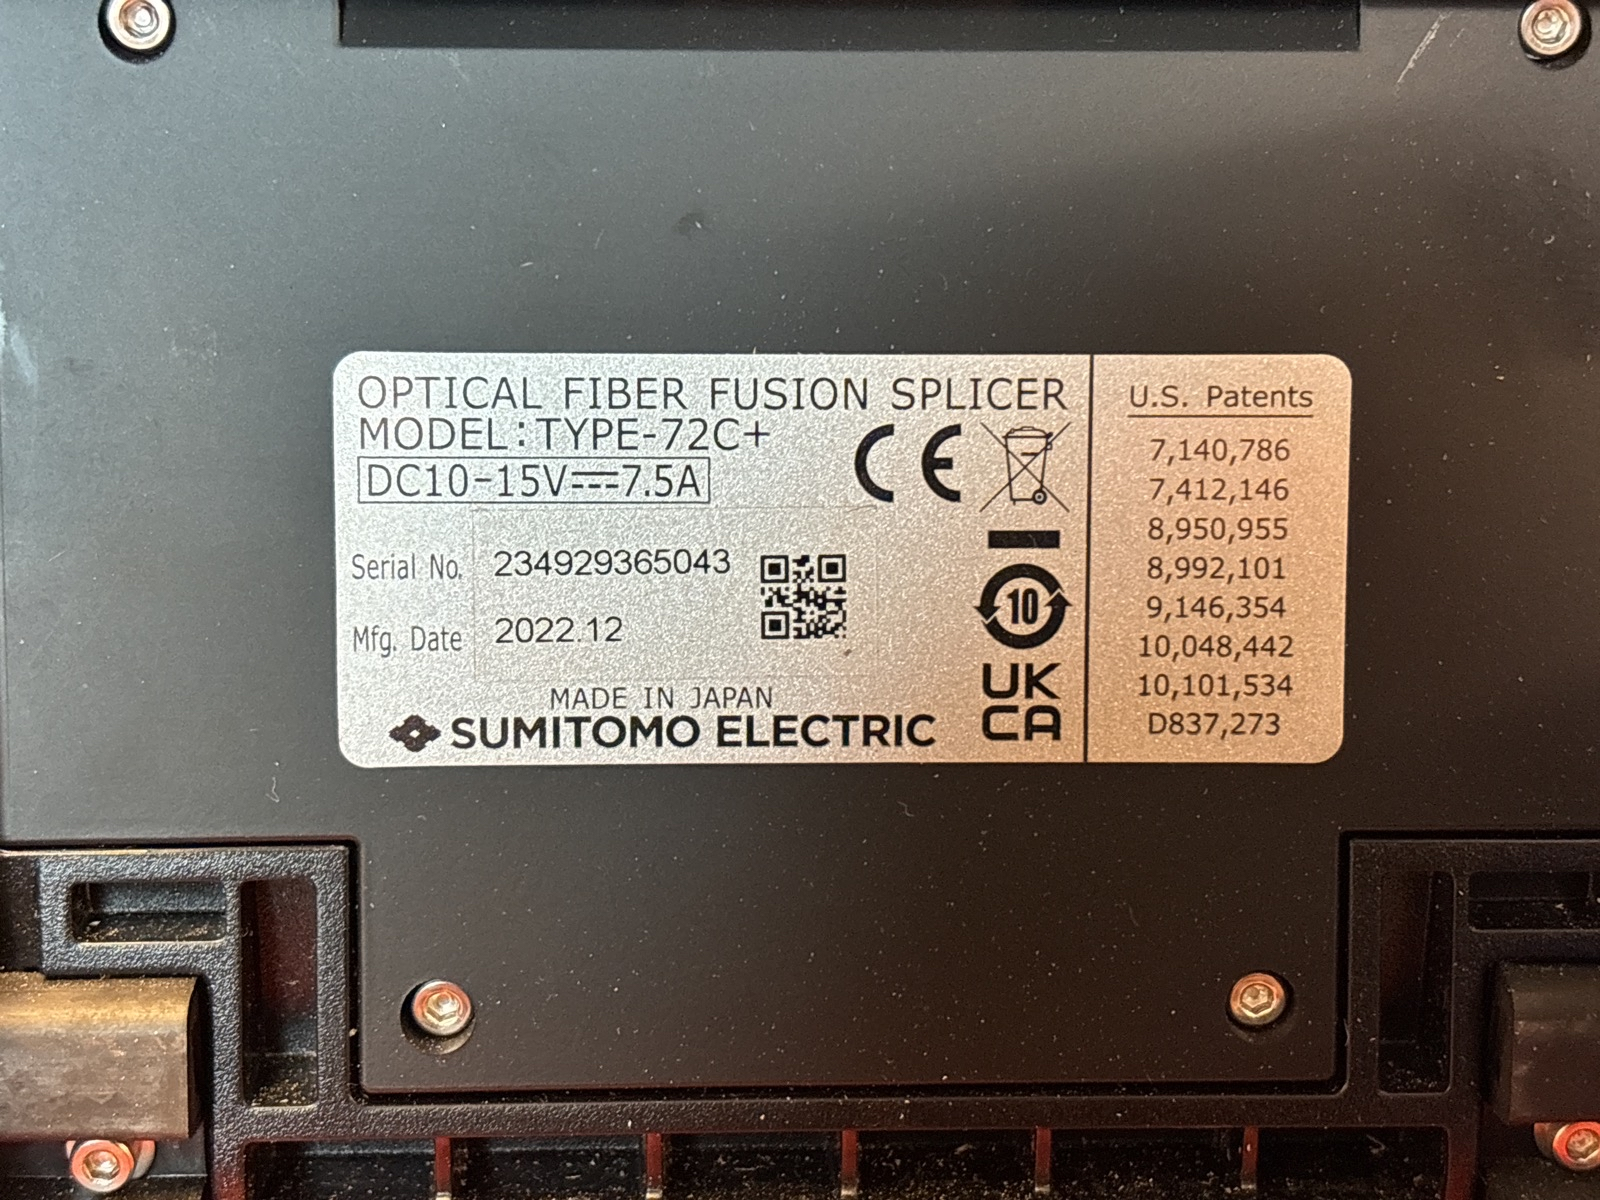 OPTICAL FIBER FUSION SPLICER
MODEL:TYPE-72C+
DC10-15V⎓7.5A
Serial No. 234929365043
Mfg. Date 2022.12
MADE IN JAPAN
SUMITOMO ELECTRIC
CE
10
UK
CA
U.S. Patents
7,140,786
7,412,146
8,950,955
8,992,101
9,146,354
10,048,442
10,101,534
D837,273